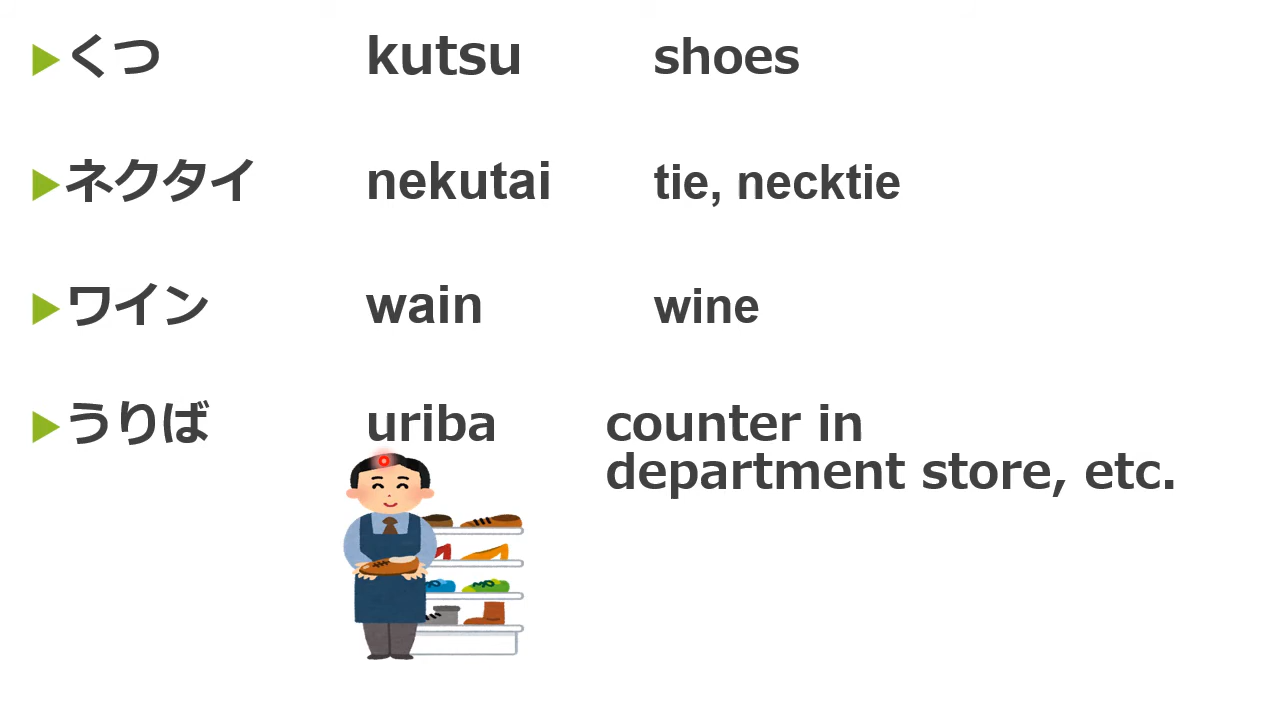 くつ kutsu shoes
ネクタイ nekutai tie, necktie
ワイン wain wine
うりば uriba counter in
department store, etc.